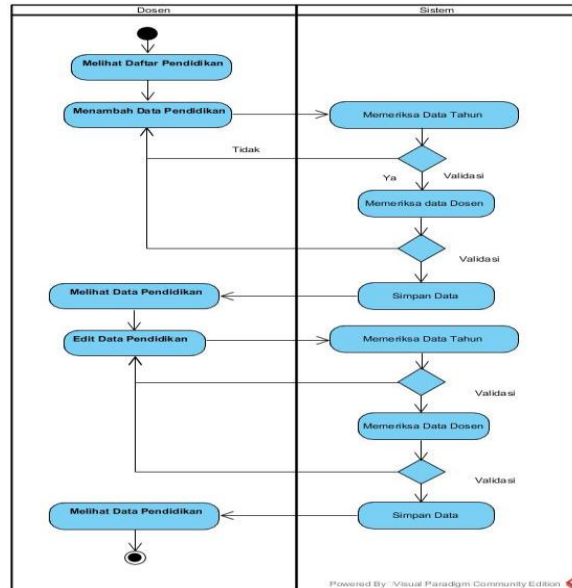 Dosen
Sistem
Melihat Daftar Pendidikan
Menambah Data Pendidikan
Memeriksa Data Tahun
Tidak
Ya
Validasi
Memeriksa data Dosen
Validasi
Melihat Data Pendidikan
Simpan Data
Edit Data Pendidikan
Memeriksa Data Tahun
Validasi
Memeriksa Data Dosen
Validasi
Melihat Data Pendidikan
Simpan Data
Powered By Visual Paradigm Community Edition